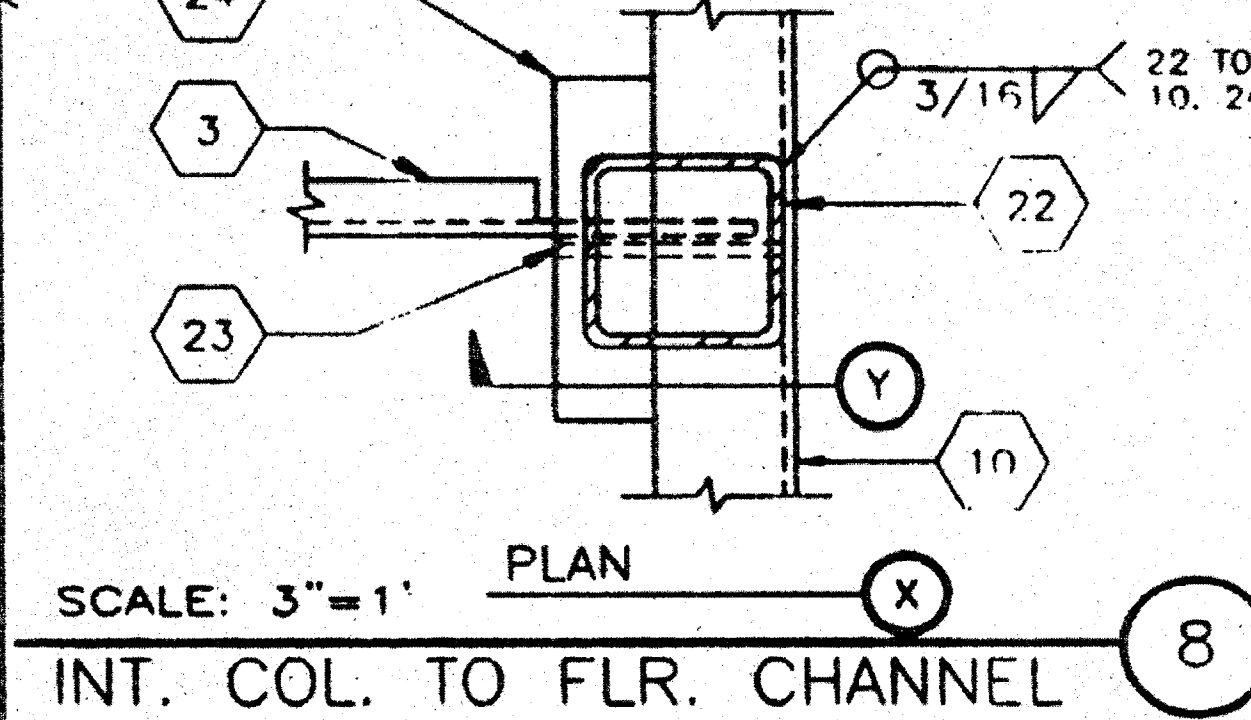 3
22 TO
3/16
10. 24
22
23
Y
10
PLAN
X
SCALE: 3"=1'
8
INT. COL. TO FLR. CHANNEL